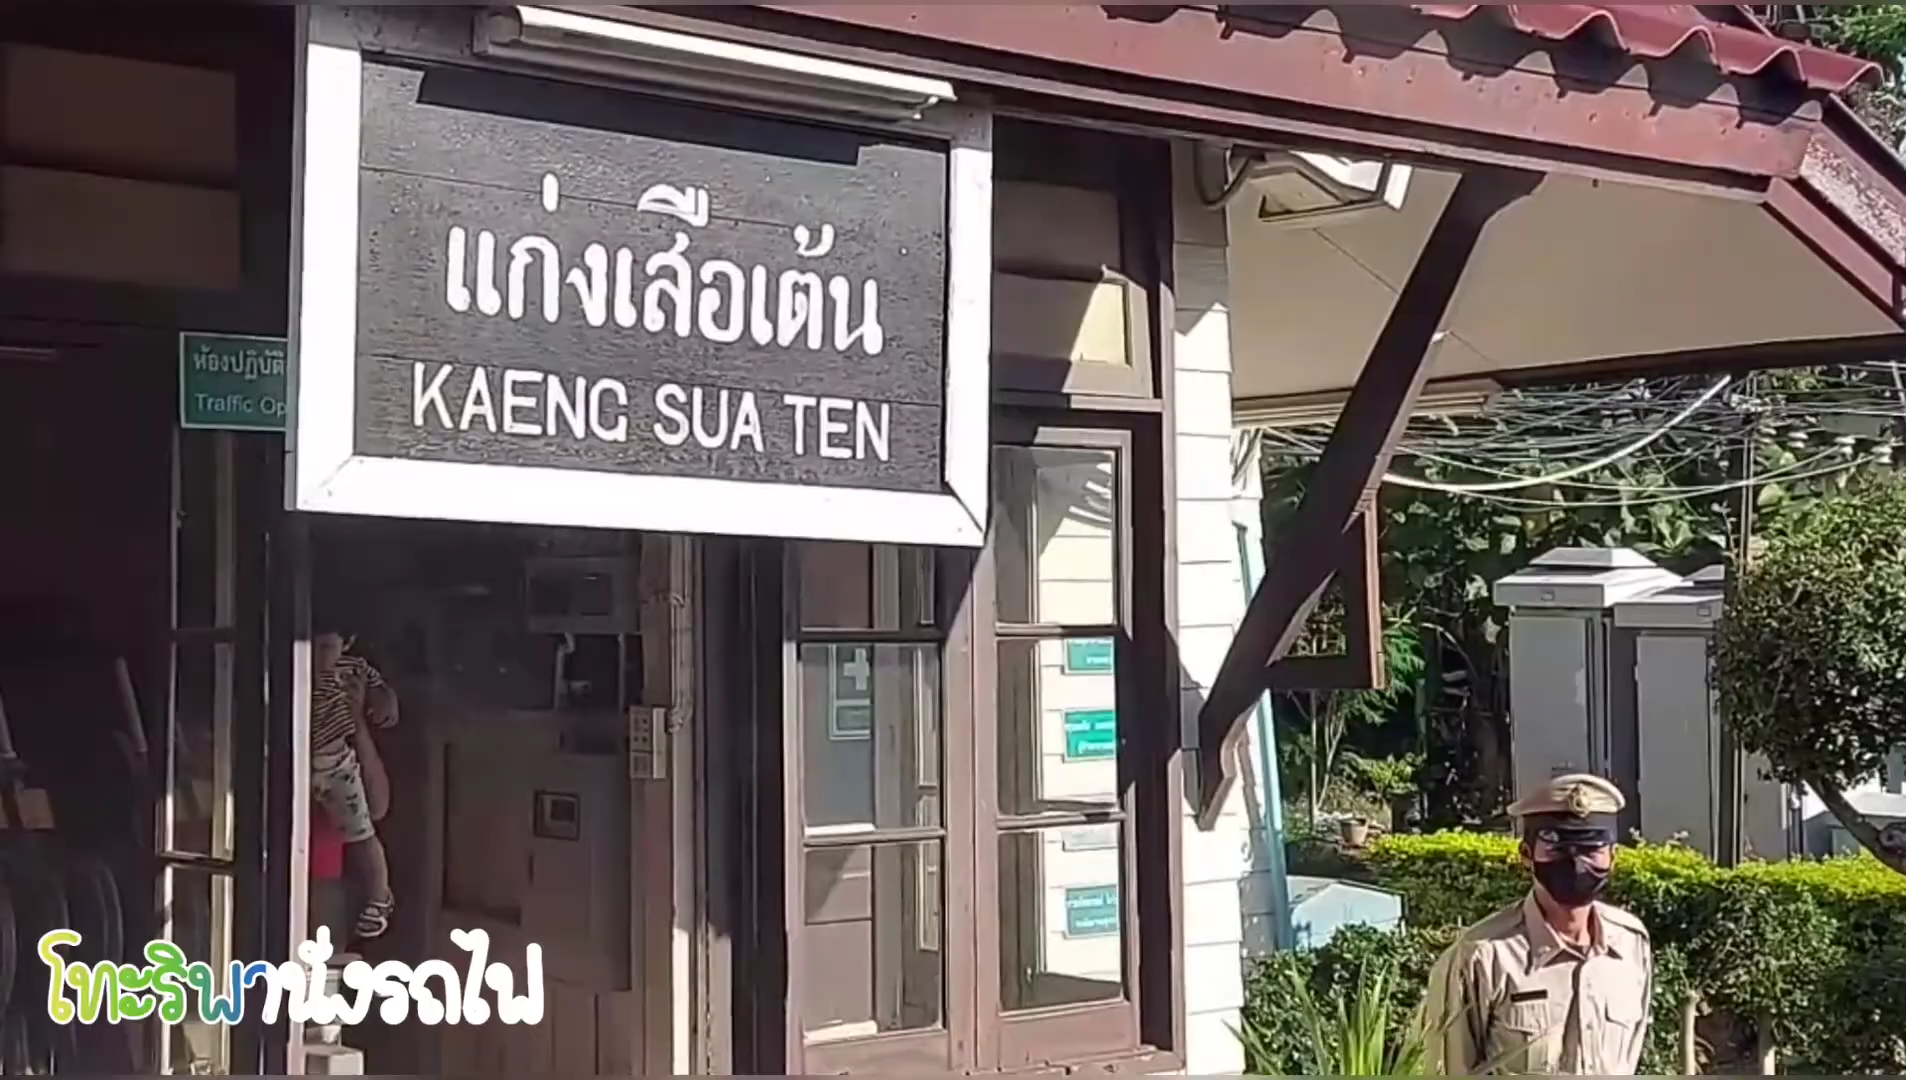 แก่งเสือเต้น
KAENG SUA TEN
ห้องปฏิบัติ
Traffic Op
โทะริพานั่งรถไฟ